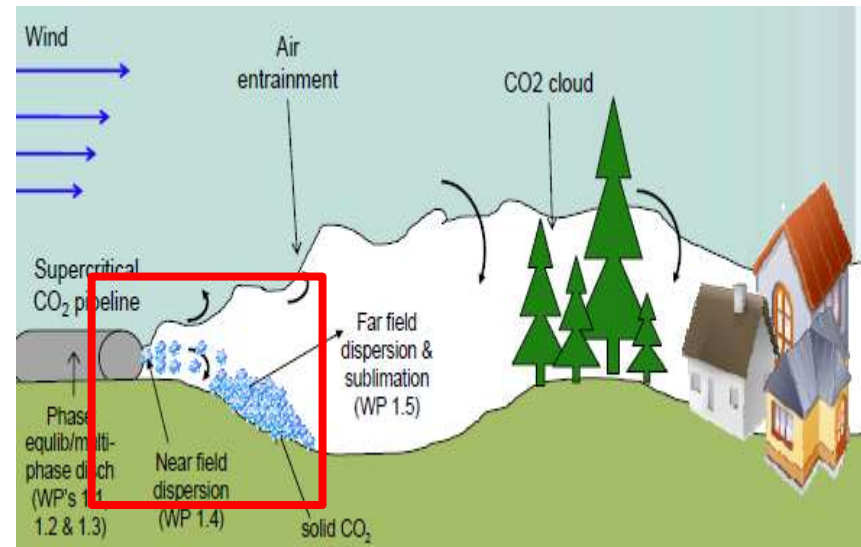 Wind
Air
entrainment
CO2 cloud
Supercritical
CO₂ pipeline
Far field
dispersion &
sublimation
(WP 1.5)
Phase
equlib/multi-
phase disch
(WP's 1.1,
1.2 & 1.3)
Near field
dispersion
(WP 1.4)
solid CO₂